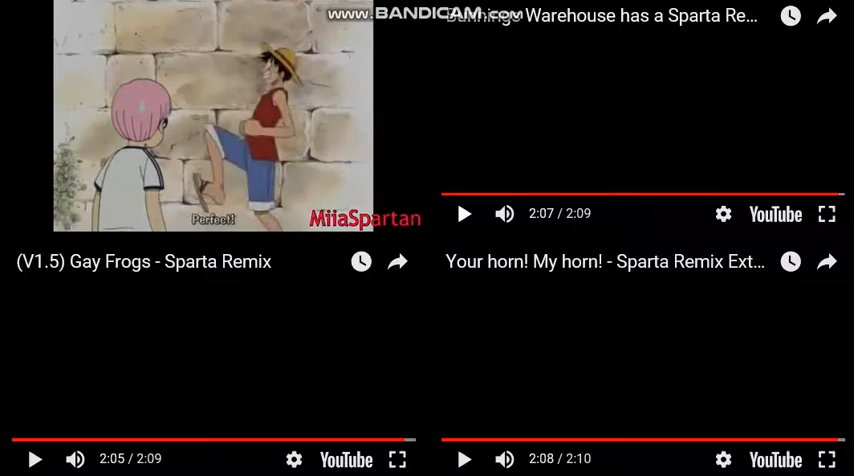 www.BANDICAM.com
Bunnings Warehouse has a Sparta Re...
Perfect!
MiiaSpartan
2:07 / 2:09
YouTube
(V1.5) Gay Frogs - Sparta Remix
Your horn! My horn! - Sparta Remix Ext...
2:05 / 2:09
YouTube
2:08 / 2:10
YouTube